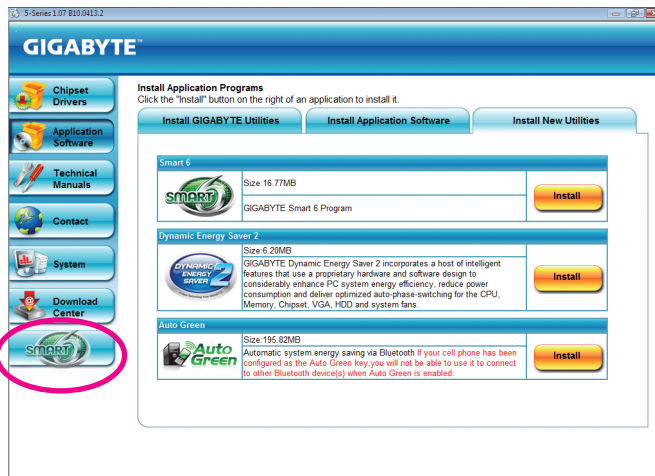 5-Series 1.07 B10.0413.2
GIGABYTE™
Chipset
Drivers
Application
Software
Technical
Manuals
Contact
System
Download
Center
SMART 6
Install Application Programs
Click the "Install" button on the right of an application to install it.
Install GIGABYTE Utilities
Install Application Software
Install New Utilities
Smart 6
SMART 6
Size:16.77MB
GIGABYTE Smart 6 Program
Install
Dynamic Energy Saver 2
DYNAMIC
ENERGY
SAVER 2
Size:6.20MB
GIGABYTE Dynamic Energy Saver 2 incorporates a host of intelligent
features that use a proprietary hardware and software design to
considerably enhance PC system energy efficiency, reduce power
consumption and deliver optimized auto-phase-switching for the CPU,
Memory, Chipset, VGA, HDD and system fans.
Install
Auto Green
Auto
Green
Size:195.82MB
Automatic system energy saving via Bluetooth If your cell phone has been
configured as the Auto Green key,you will not be able to use it to connect
to other Bluetooth device(s) when Auto Green is enabled.
Install